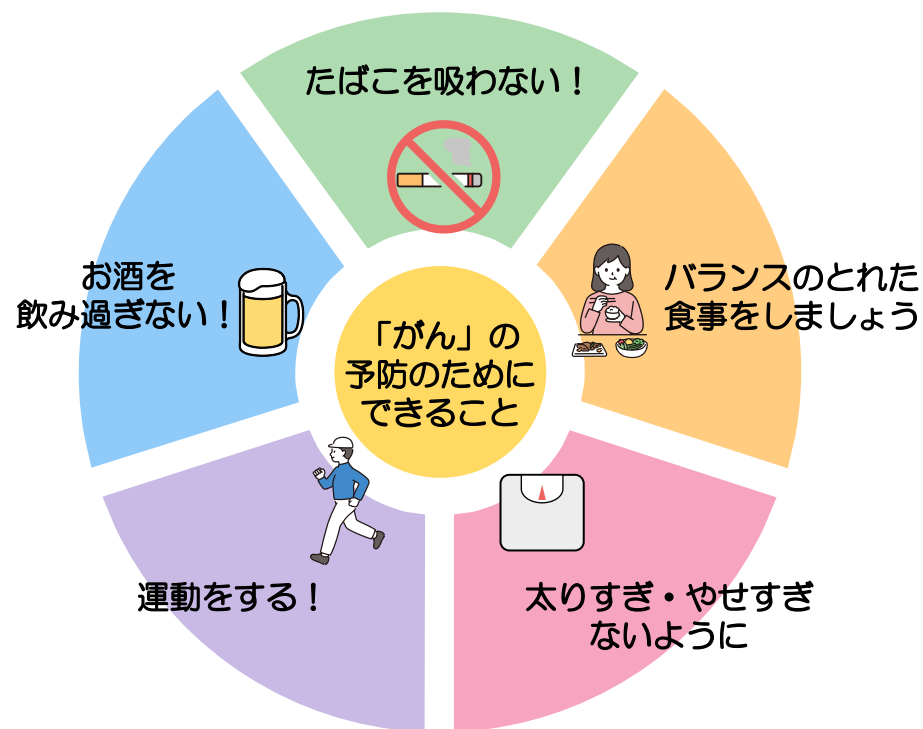 たばこを吸わない！
バランスのとれた
食事をしましょう
太りすぎ・やせすぎ
ないように
運動をする！
お酒を
飲み過ぎない！
「がん」の
予防のために
できること